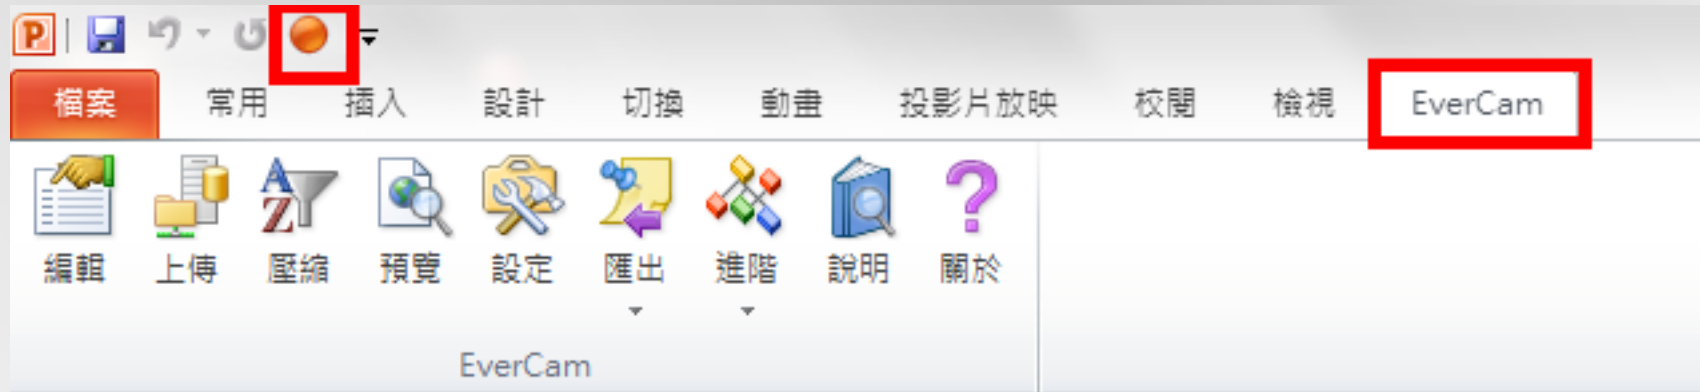 檔案 常用 插入 設計 切換 動畫 投影片放映 校閱 檢視 EverCam
編輯 上傳 壓縮 預覽 設定 匯出 進階 說明 關於
EverCam